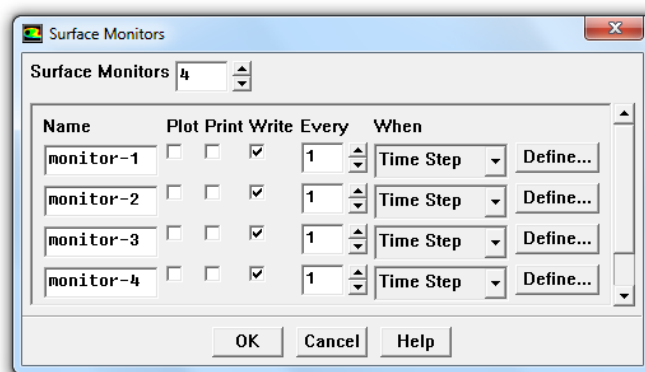 Surface Monitors
Surface Monitors 4
Name Plot Print Write Every When
monitor-1 1 Time Step Define...
monitor-2 1 Time Step Define...
monitor-3 1 Time Step Define...
monitor-4 1 Time Step Define...
OK Cancel Help